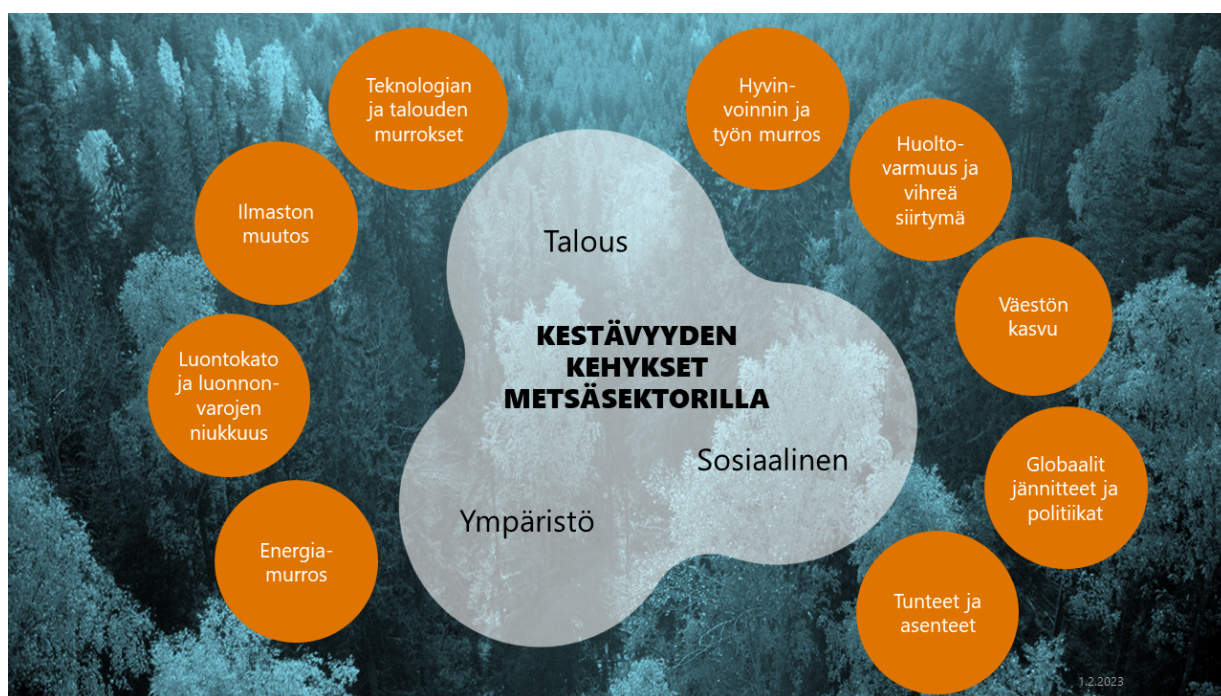 Teknologian
ja talouden
murrokset
Hyvin-
voinnin ja
työn murros
Huolto-
varmuus ja
vihreä
siirtymä
Ilmaston
muutos
Talous
Väestön
kasvu
KESTÄVYYDEN
KEHYKSET
METSÄSEKTORILLA
Luontokato
ja luonnon-
varojen
niukkuus
Sosiaalinen
Globaalit
jännitteet ja
politiikat
Ympäristö
Energia-
murros
Tunteet ja
asenteet
1.2.2023